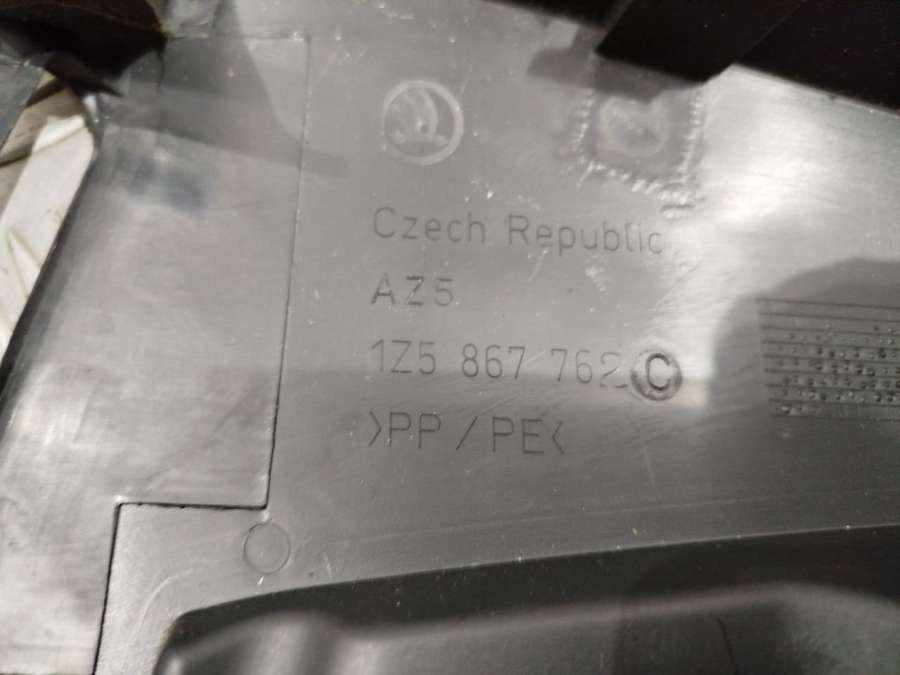 Czech Republic
AZ5
1Z5 867 762 C
>PP / PE<